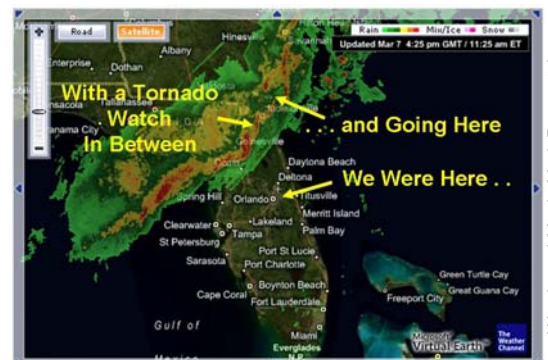 Road
Satellite
Rain Mix/Ice Snow
Updated Mar 7 4:25 pm GMT / 11:25 am ET
Hinesville
Albany
Enterprise
Dothan
With a Tornado
Watch
In Between
Tallahassee
Panama City
. . . and Going Here
Gainesville
Daytona Beach
Deltona
We Were Here . .
Spring Hill
Orlando
Titusville
Merritt Island
Lakeland
Palm Bay
Clearwater
Tampa
St Petersburg
Port St Lucie
Sarasota
Port Charlotte
Green Turtle Cay
Boynton Beach
Great Guana Cay
Cape Coral
Freeport City
Fort Lauderdale
Gulf of
Mexico
Miami
Everglades
N.P.
Microsoft
Virtual Earth
The
Weather
Channel